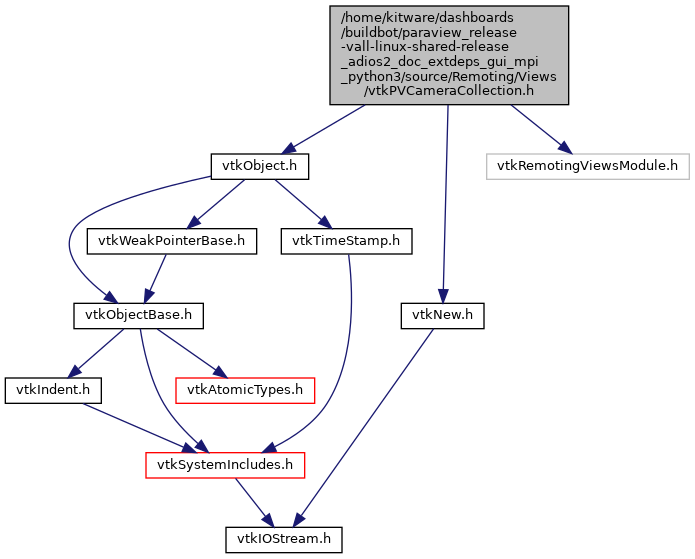 /home/kitware/dashboards
/buildbot/paraview_release
-vall-linux-shared-release
_adios2_doc_extdeps_gui_mpi
_python3/source/Remoting/Views
/vtkPVCameraCollection.h
vtkObject.h
vtkRemotingViewsModule.h
vtkWeakPointerBase.h
vtkTimeStamp.h
vtkObjectBase.h
vtkNew.h
vtkIndent.h
vtkAtomicTypes.h
vtkSystemIncludes.h
vtkIOStream.h